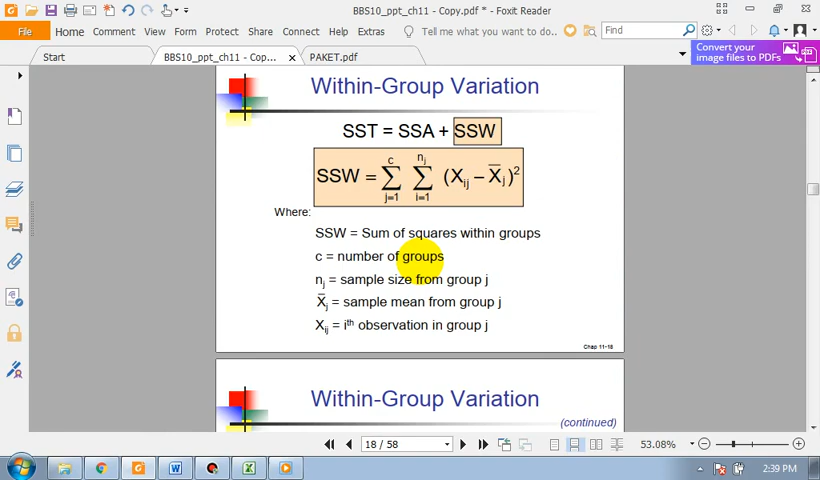 BBS10_ppt_ch11 - Copy.pdf * - Foxit Reader
File Home Comment View Form Protect Share Connect Help Extras Tell me what you want to do... Find
Start BBS10_ppt_ch11 - Cop... PAKET.pdf
Convert your
image files to PDFs
Within-Group Variation
SST = SSA + SSW
SSW = ∑ᶜⱼ₌₁ ∑ⁿʲᵢ₌₁ (Xᵢⱼ – X̅ⱼ)²
Where:
SSW = Sum of squares within groups
c = number of groups
nⱼ = sample size from group j
X̅ⱼ = sample mean from group j
Xᵢⱼ = iᵗʰ observation in group j
Chap 11-18
Within-Group Variation
(continued)
18 / 58
53.08%
2:39 PM